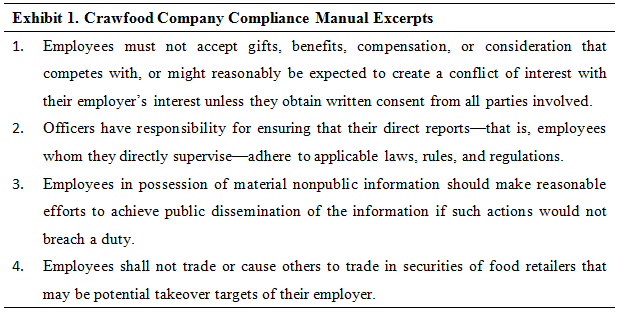 Exhibit 1. Crawfood Company Compliance Manual Excerpts
1. Employees must not accept gifts, benefits, compensation, or consideration that
competes with, or might reasonably be expected to create a conflict of interest with
their employer's interest unless they obtain written consent from all parties involved.
2. Officers have responsibility for ensuring that their direct reports—that is, employees
whom they directly supervise—adhere to applicable laws, rules, and regulations.
3. Employees in possession of material nonpublic information should make reasonable
efforts to achieve public dissemination of the information if such actions would not
breach a duty.
4. Employees shall not trade or cause others to trade in securities of food retailers that
may be potential takeover targets of their employer.